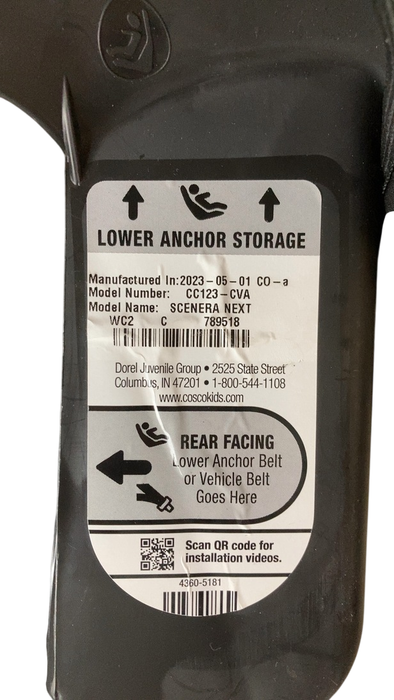 LOWER ANCHOR STORAGE
Manufactured In:2023-05-01 CO-a
Model Number: CC123-CVA
Model Name: SCENERA NEXT
WC2 C 789518
Dorel Juvenile Group • 2525 State Street
Columbus, IN 47201 • 1-800-544-1108
www.coscokids.com
REAR FACING
Lower Anchor Belt
or Vehicle Belt
Goes Here
Scan QR code for
installation videos.
4360-5181